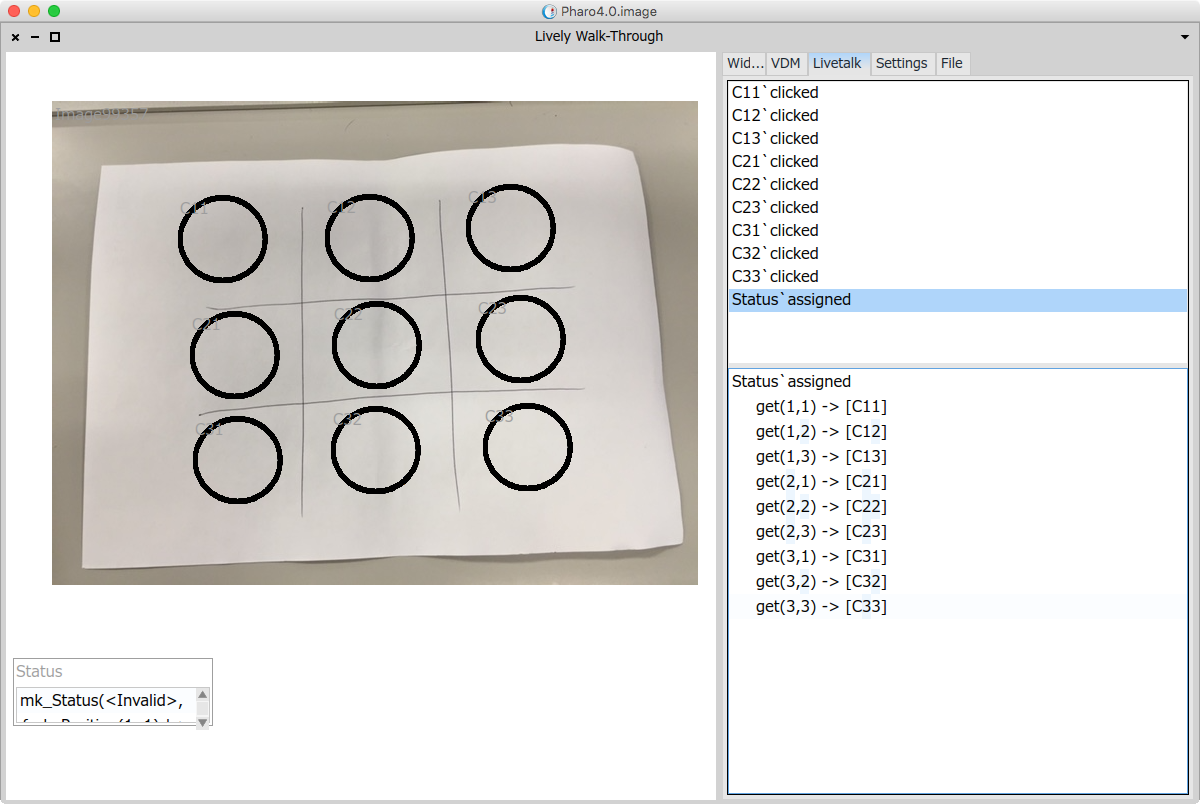 Pharo4.0.image
Lively Walk-Through
Wid... VDM Livetalk Settings File
C11`clicked
C12`clicked
C13`clicked
C21`clicked
C22`clicked
C23`clicked
C31`clicked
C32`clicked
C33`clicked
Status`assigned
Status`assigned
get(1,1) -> [C11]
get(1,2) -> [C12]
get(1,3) -> [C13]
get(2,1) -> [C21]
get(2,2) -> [C22]
get(2,3) -> [C23]
get(3,1) -> [C31]
get(3,2) -> [C32]
get(3,3) -> [C33]
C11 C12 C13
C21 C22 C23
C31 C32 C33
Status
mk_Status(<Invalid>,